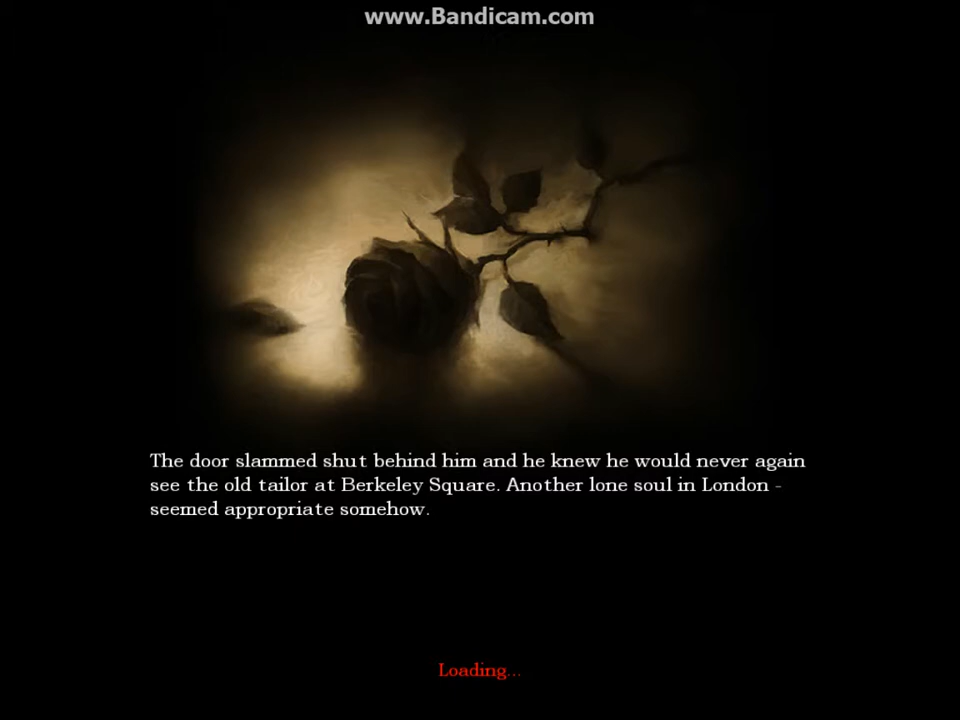 www.Bandicam.com
The door slammed shut behind him and he knew he would never again
see the old tailor at Berkeley Square. Another lone soul in London -
seemed appropriate somehow.
Loading...